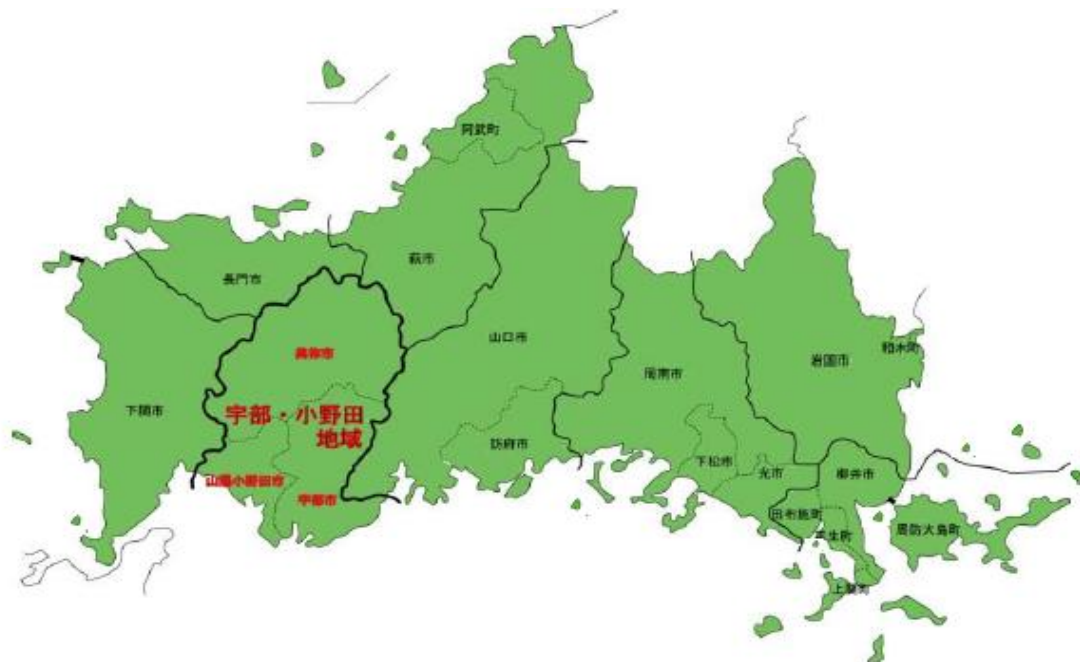 阿武町
萩市
長門市
山口市
美祢市
岩国市
和木町
周南市
下関市
宇部・小野田
地域
防府市
下松市
光市
柳井市
山陽小野田市
宇部市
田布施町
平生町
周防大島町
上関町